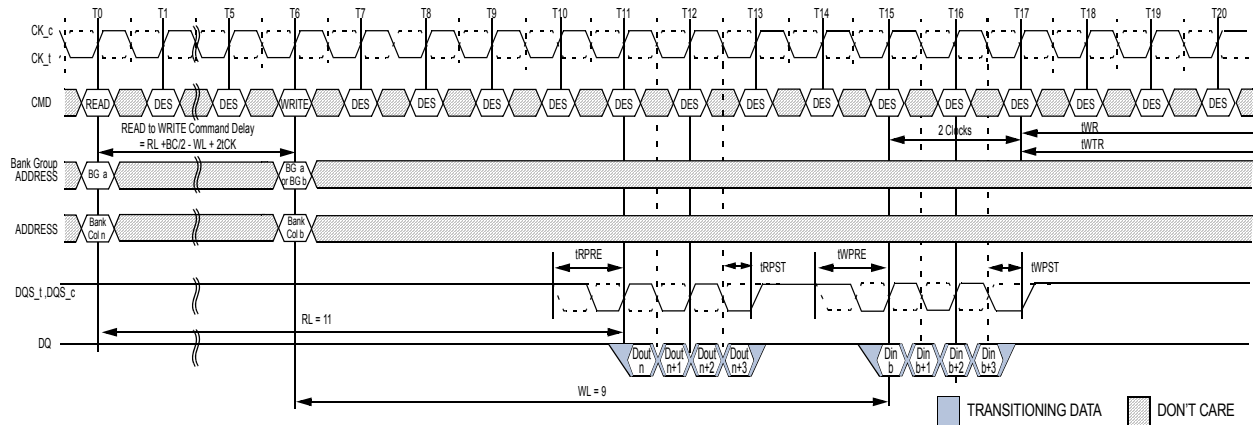 T0 T1 T5 T6 T7 T8 T9 T10 T11 T12 T13 T14 T15 T16 T17 T18 T19 T20
CK_c
CK_t
CMD READ DES DES WRITE DES DES DES DES DES DES DES DES DES DES DES DES DES DES
READ to WRITE Command Delay
= RL +BC/2 - WL + 2tCK
2 Clocks
tWR
tWTR
Bank Group
ADDRESS
BG a
BG a
or BG b
ADDRESS
Bank
Col n
Bank
Col b
tRPRE tRPST tWPRE tWPST
DQS_t ,DQS_c
RL = 11
DQ
Dout
n
Dout
n+1
Dout
n+2
Dout
n+3
Din
b
Din
b+1
Din
b+2
Din
b+3
WL = 9
TRANSITIONING DATA DON'T CARE